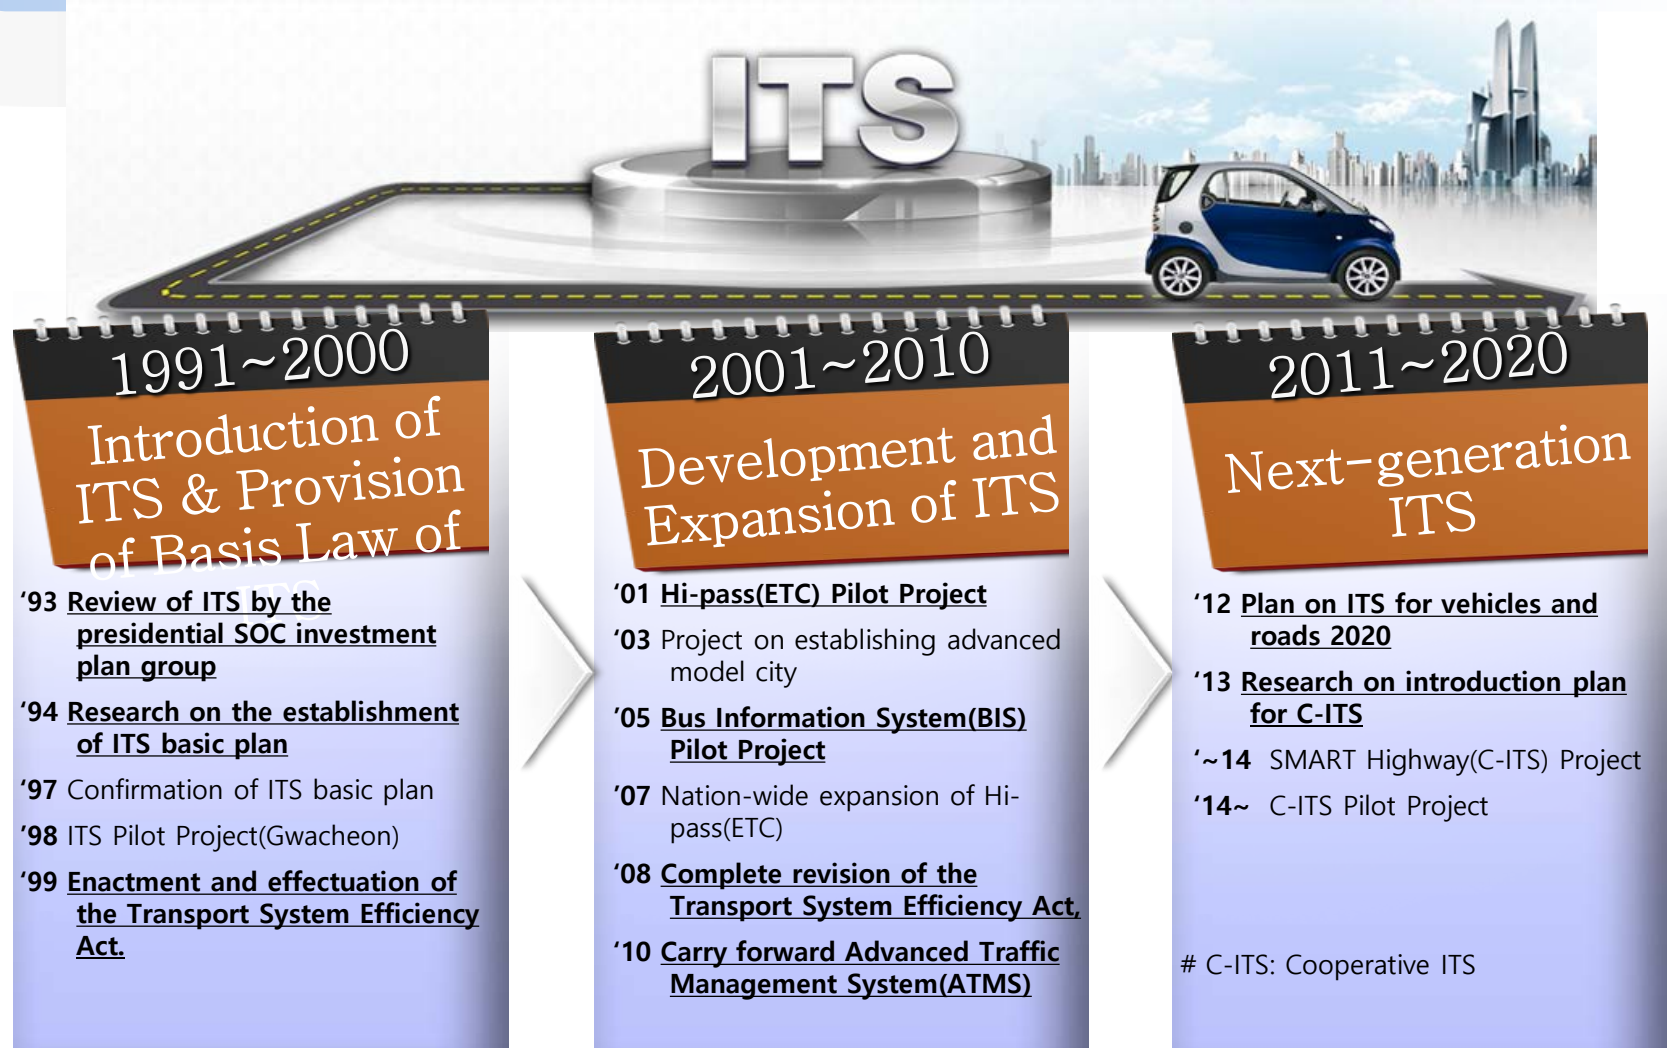 ITS
1991~2000
Introduction of
ITS & Provision
of Basis Law of
ITS
‘93 Review of ITS by the
presidential SOC investment
plan group
‘94 Research on the establishment
of ITS basic plan
‘97 Confirmation of ITS basic plan
’98 ITS Pilot Project(Gwacheon)
‘99 Enactment and effectuation of
the Transport System Efficiency
Act.
2001~2010
Development and
Expansion of ITS
‘01 Hi-pass(ETC) Pilot Project
‘03 Project on establishing advanced
model city
’05 Bus Information System(BIS)
Pilot Project
’07 Nation-wide expansion of Hi-
pass(ETC)
‘08 Complete revision of the
Transport System Efficiency Act,
‘10 Carry forward Advanced Traffic
Management System(ATMS)
2011~2020
Next-generation
ITS
‘12 Plan on ITS for vehicles and
roads 2020
‘13 Research on introduction plan
for C-ITS
‘~14 SMART Highway(C-ITS) Project
‘14~ C-ITS Pilot Project
# C-ITS: Cooperative ITS